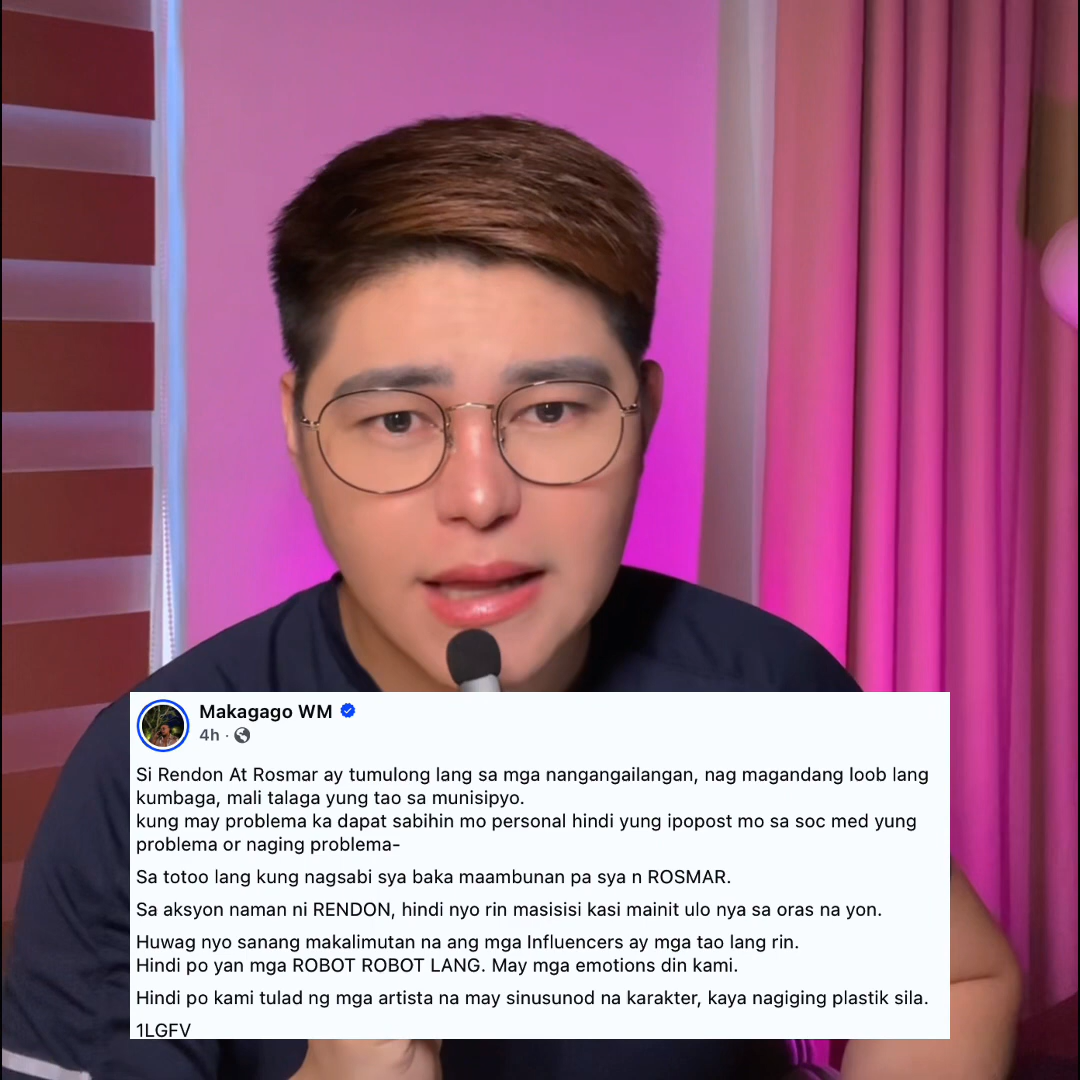 Makagago WM
4h ·
Si Rendon At Rosmar ay tumulong lang sa mga nangangailangan, nag magandang loob lang
kumbaga, mali talaga yung tao sa munisipyo.
kung may problema ka dapat sabihin mo personal hindi yung ipopost mo sa soc med yung
problema or naging problema-
Sa totoo lang kung nagsabi sya baka maambunan pa sya n ROSMAR.
Sa aksyon naman ni RENDON, hindi nyo rin masisisi kasi mainit ulo nya sa oras na yon.
Huwag nyo sanang makalimutan na ang mga Influencers ay mga tao lang rin.
Hindi po yan mga ROBOT ROBOT LANG. May mga emotions din kami.
Hindi po kami tulad ng mga artista na may sinusunod na karakter, kaya nagiging plastik sila.
1LGFV